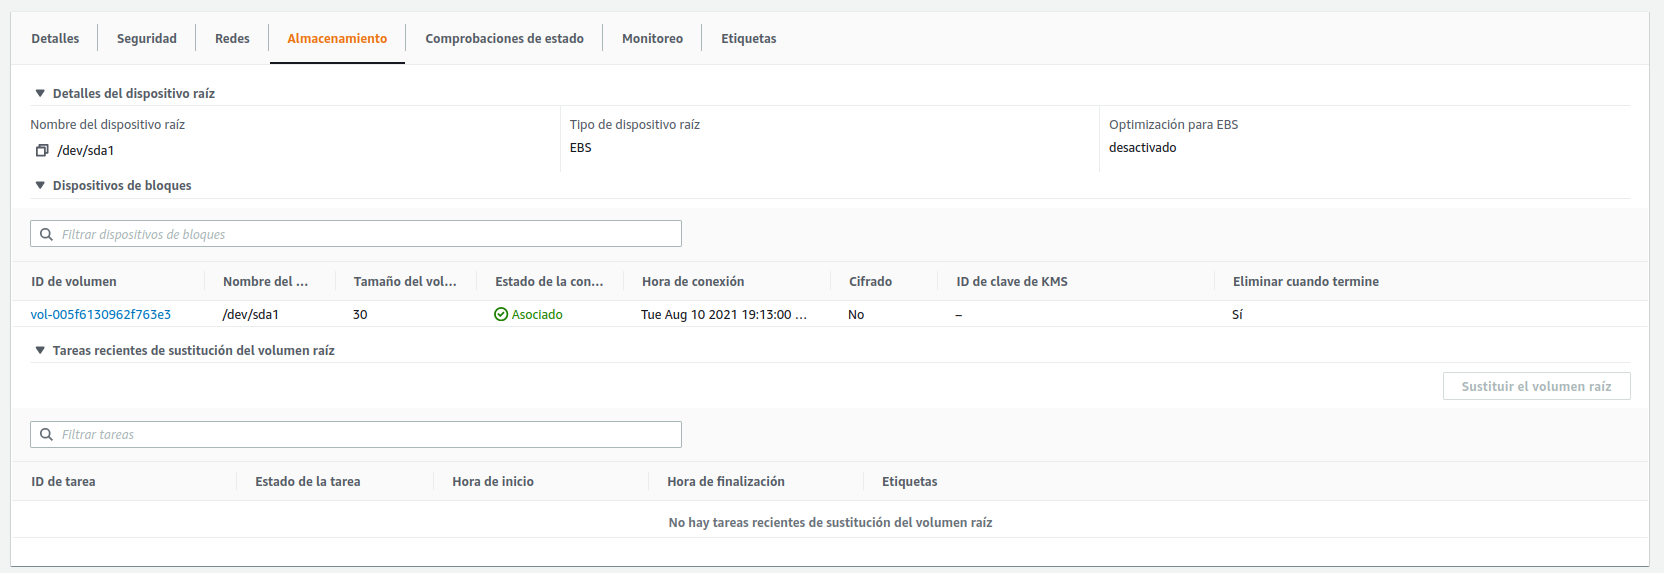 Detalles Seguridad Redes Almacenamiento Comprobaciones de estado Monitoreo Etiquetas
Detalles del dispositivo raíz
Nombre del dispositivo raíz Tipo de dispositivo raíz Optimización para EBS
/dev/sda1 EBS desactivado
Dispositivos de bloques
Filtrar dispositivos de bloques
ID de volumen Nombre del ... Tamaño del vol... Estado de la con... Hora de conexión Cifrado ID de clave de KMS Eliminar cuando termine
vol-005f6130962f763e3 /dev/sda1 30 Asociado Tue Aug 10 2021 19:13:00 ... No – Sí
Tareas recientes de sustitución del volumen raíz
Sustituir el volumen raíz
Filtrar tareas
ID de tarea Estado de la tarea Hora de inicio Hora de finalización Etiquetas
No hay tareas recientes de sustitución del volumen raíz